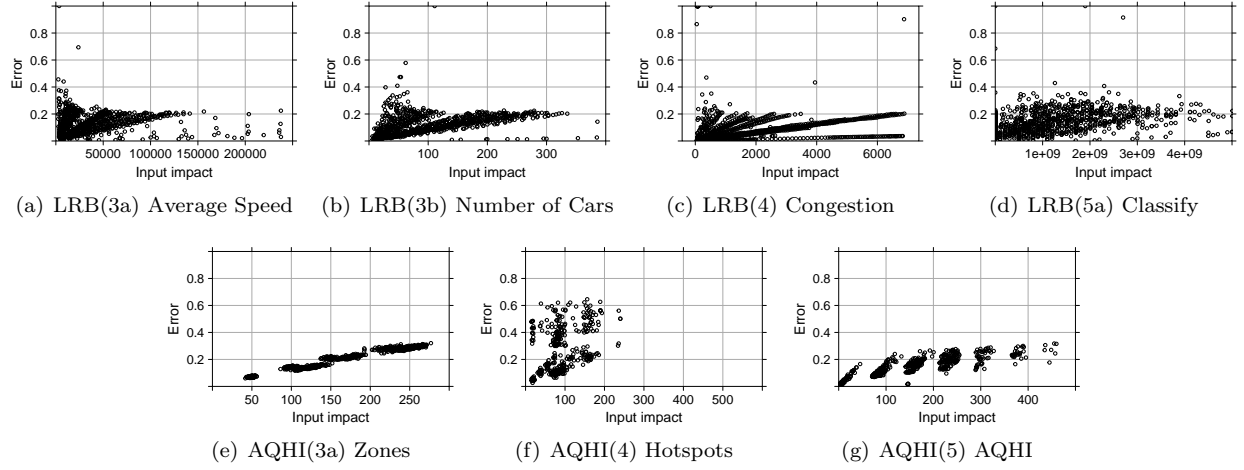 Error
0.8
0.6
0.4
0.2
50000 100000 150000 200000
Input impact
(a) LRB(3a) Average Speed
Error
0.8
0.6
0.4
0.2
100 200 300
Input impact
(b) LRB(3b) Number of Cars
Error
0.8
0.6
0.4
0.2
0 2000 4000 6000
Input impact
(c) LRB(4) Congestion
Error
0.8
0.6
0.4
0.2
1e+09 2e+09 3e+09 4e+09
Input impact
(d) LRB(5a) Classify
Error
0.8
0.6
0.4
0.2
50 100 150 200 250
Input impact
(e) AQHI(3a) Zones
Error
0.8
0.6
0.4
0.2
100 200 300 400 500
Input impact
(f) AQHI(4) Hotspots
Error
0.8
0.6
0.4
0.2
100 200 300 400
Input impact
(g) AQHI(5) AQHI